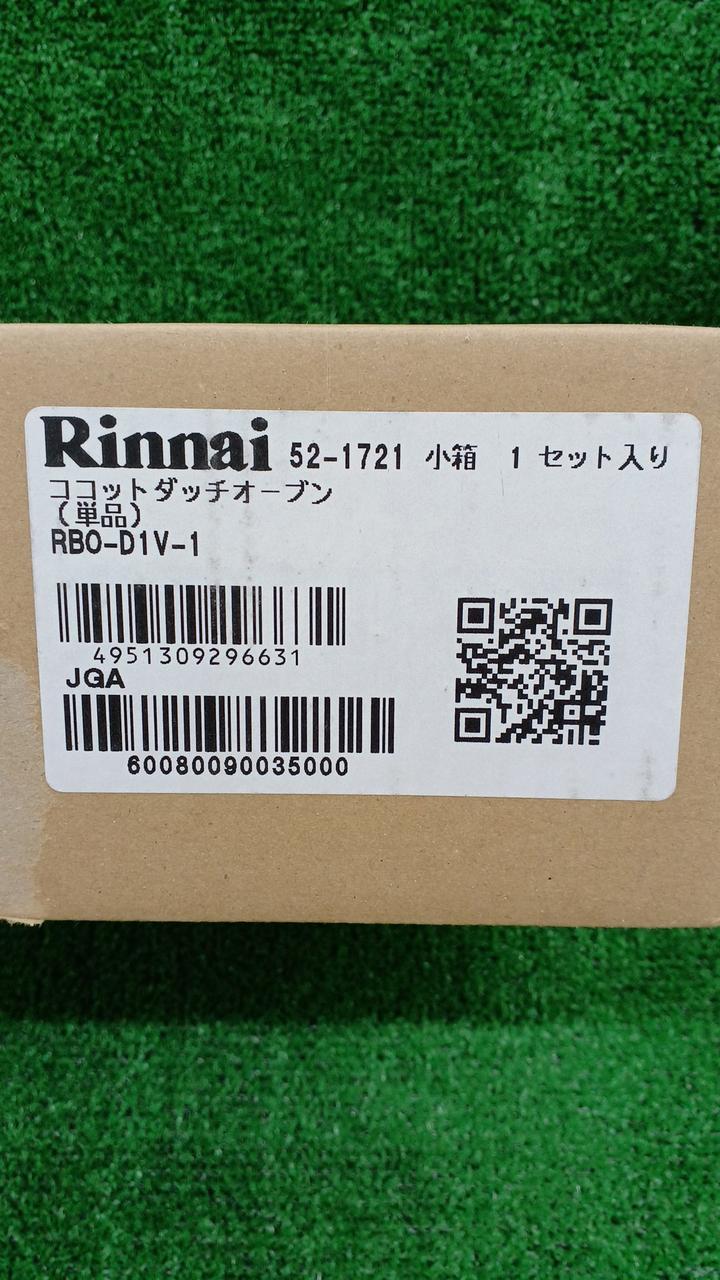 Rinnai 52-1721 小箱 1 セット入り
ココットダッチオーブン
(単品)
RBO-D1V-1
4951309296631
JGA
60080090035000